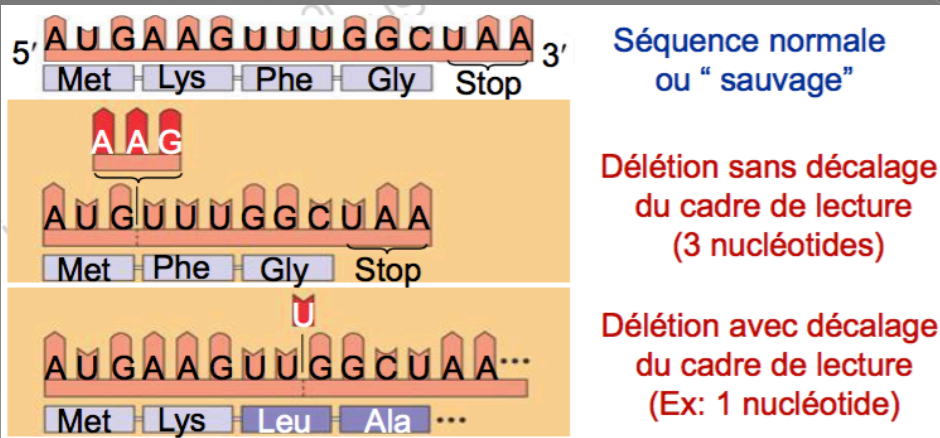 5′ A U G A A G U U U G G C U A A 3′
Met Lys Phe Gly Stop
Séquence normale
ou “ sauvage”
A A G
A U G U U U G G C U A A
Met Phe Gly Stop
Délétion sans décalage
du cadre de lecture
(3 nucléotides)
U
A U G A A G U U G G C U A A ...
Met Lys Leu Ala ...
Délétion avec décalage
du cadre de lecture
(Ex: 1 nucléotide)